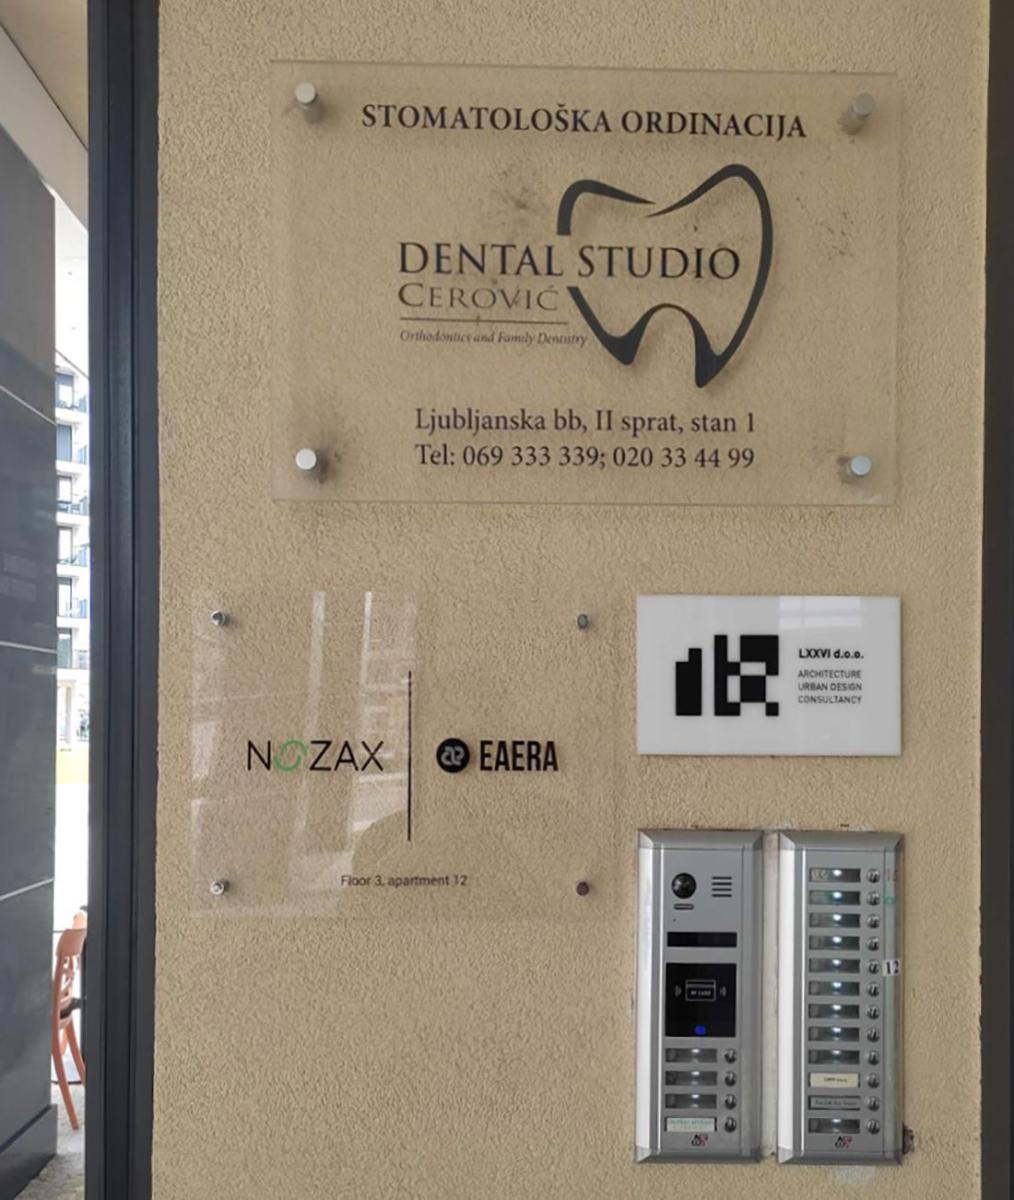 STOMATOLOŠKA ORDINACIJA
DENTAL STUDIO
CEROVIĆ
Orthodontics and Family Dentistry
Ljubljanska bb, II sprat, stan 1
Tel: 069 333 339; 020 33 44 99
NOZAX
EAERA
Floor 3, apartment 12
LXXVI d.o.o.
ARCHITECTURE
URBAN DESIGN
CONSULTANCY
12